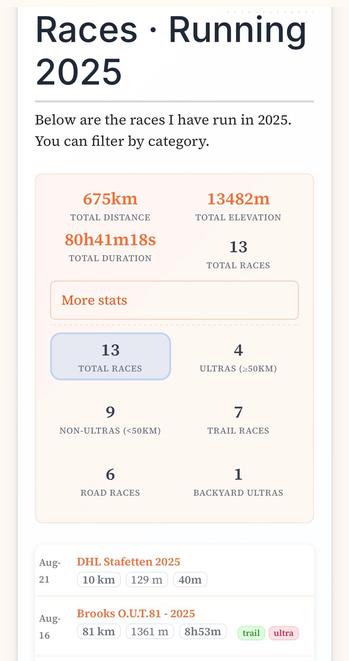 Races · Running
2025
Below are the races I have run in 2025.
You can filter by category.
675km
TOTAL DISTANCE
13482m
TOTAL ELEVATION
80h41m18s
TOTAL DURATION
13
TOTAL RACES
More stats
13
TOTAL RACES
4
ULTRAS (≥50KM)
9
NON-ULTRAS (<50KM)
7
TRAIL RACES
6
ROAD RACES
1
BACKYARD ULTRAS
Aug-21
DHL Stafetten 2025
10 km 129 m 40m
Aug-16
Brooks O.U.T.81 - 2025
81 km 1361 m 8h53m trail ultra